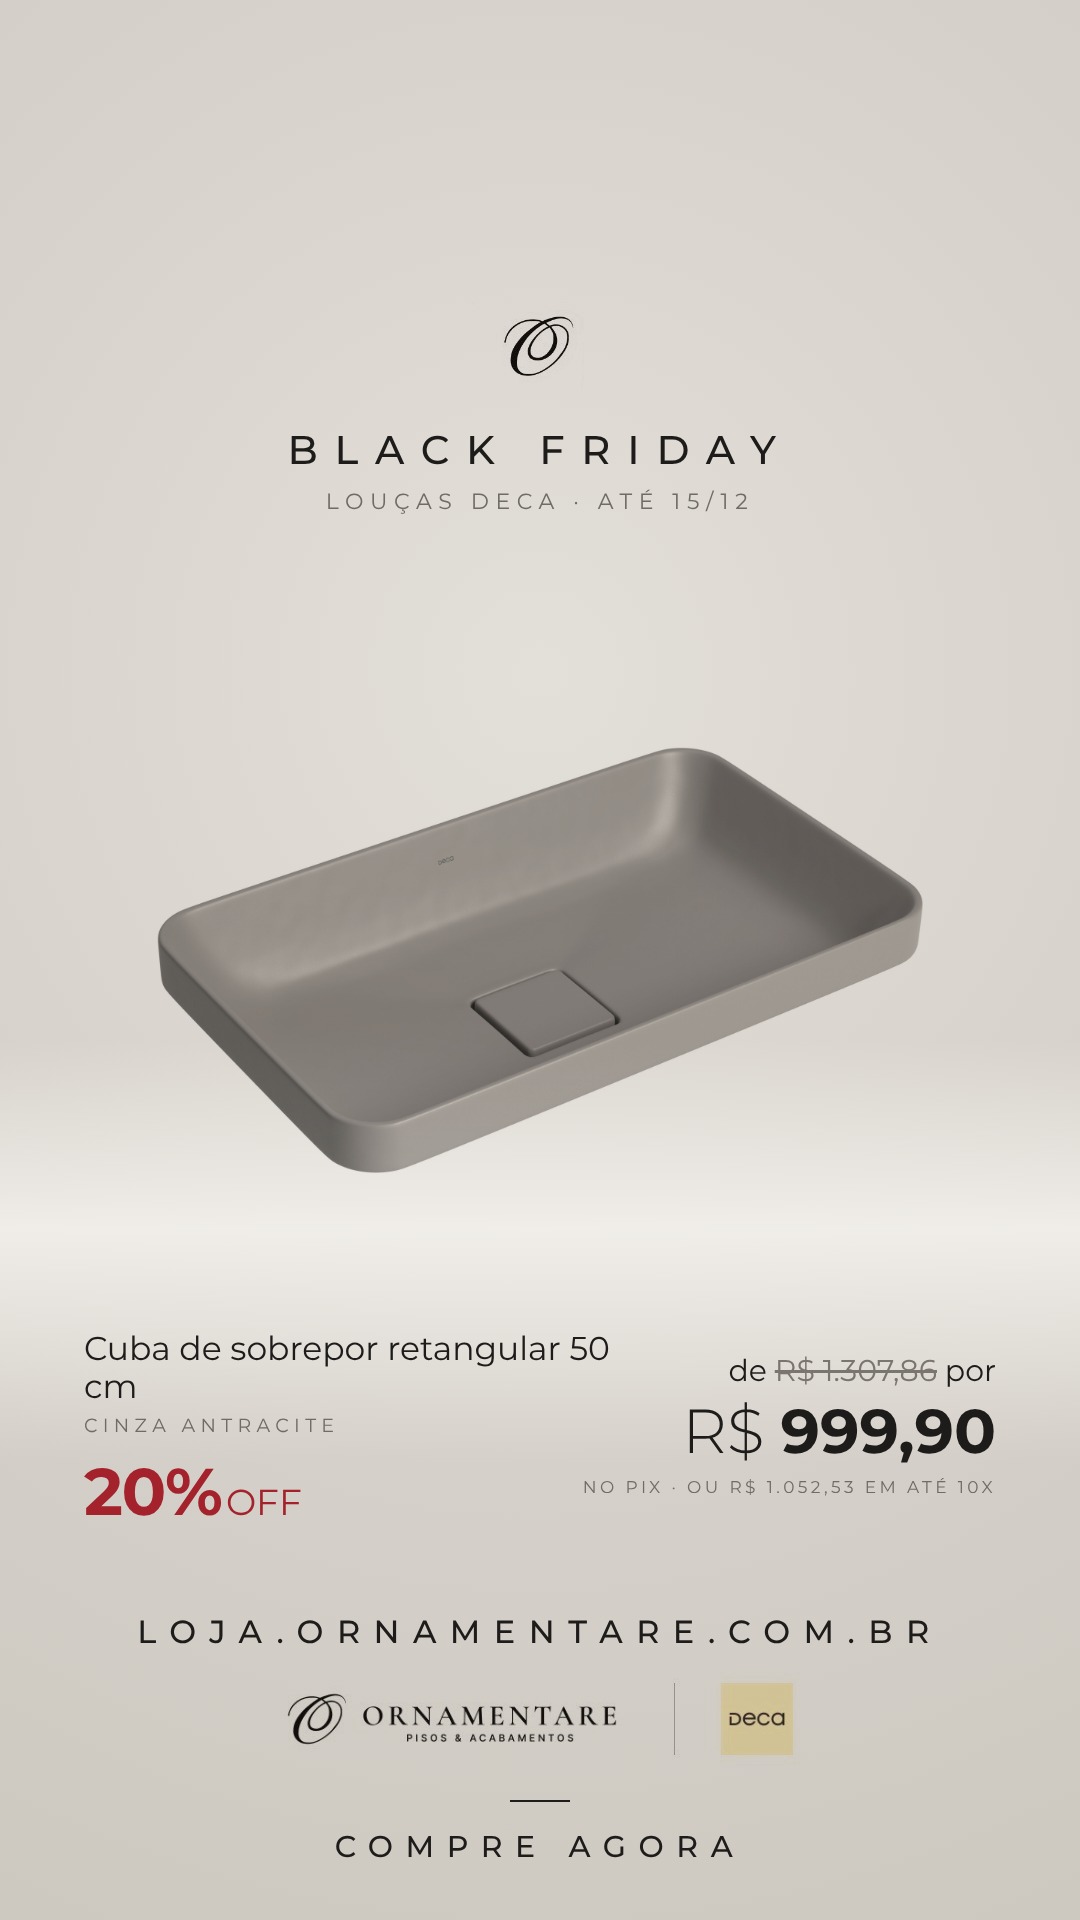 O
BLACK FRIDAY
LOUÇAS DECA · ATÉ 15/12
Deca
Cuba de sobrepor retangular 50
cm
CINZA ANTRACITE
20% OFF
de R$ 1.307,86 por
R$ 999,90
NO PIX · OU R$ 1.052,53 EM ATÉ 10X
LOJA.ORNAMENTARE.COM.BR
O ORNAMENTARE
PISOS & ACABAMENTOS
Deca
COMPRE AGORA